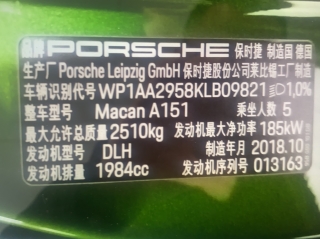 品牌 PORSCHE 保时捷 制造国 德国
生产厂 Porsche Leipzig GmbH 保时捷股份公司莱比锡工厂制造
车辆识别代号 WP1AA2958KLB09821 1,0%
整车型号 Macan A151 乘坐人数 5
最大允许总质量 2510kg 发动机最大净功率 185kW
发动机型号 DLH 制造年月 2018.10
发动机排量 1984cc 发动机序列号 013163